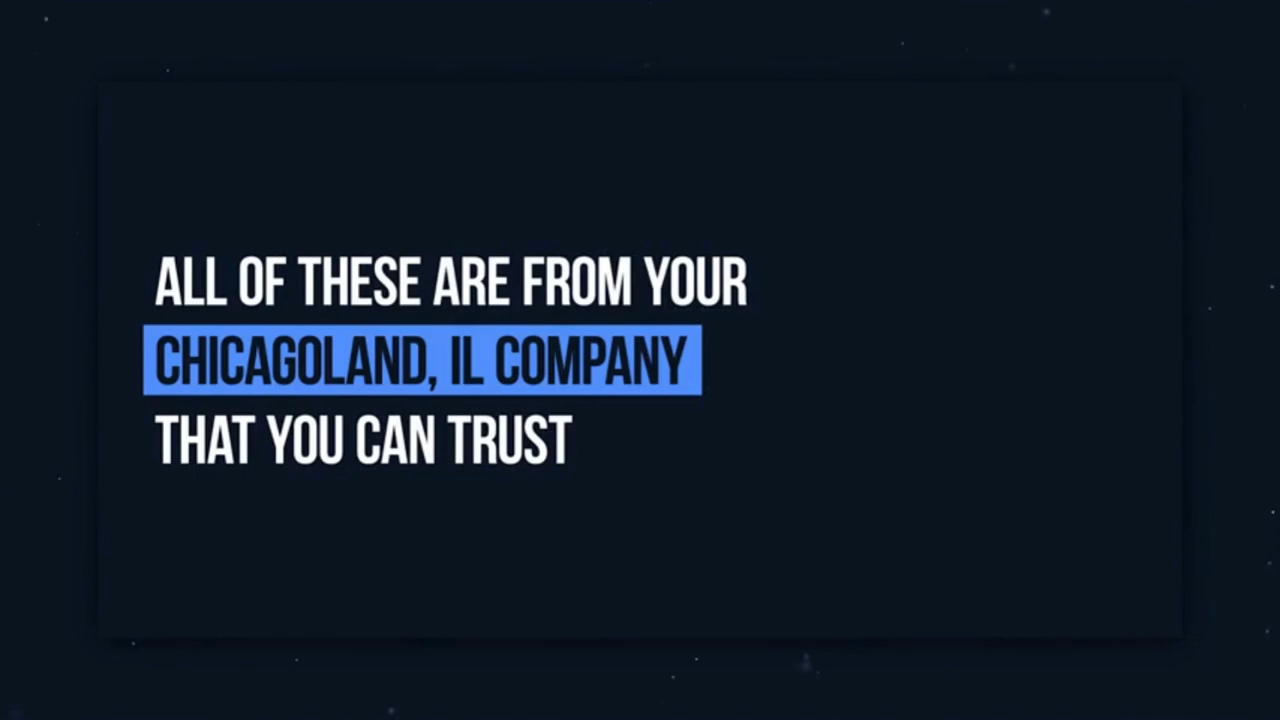 ALL OF THESE ARE FROM YOUR
CHICAGOLAND, IL COMPANY
THAT YOU CAN TRUST